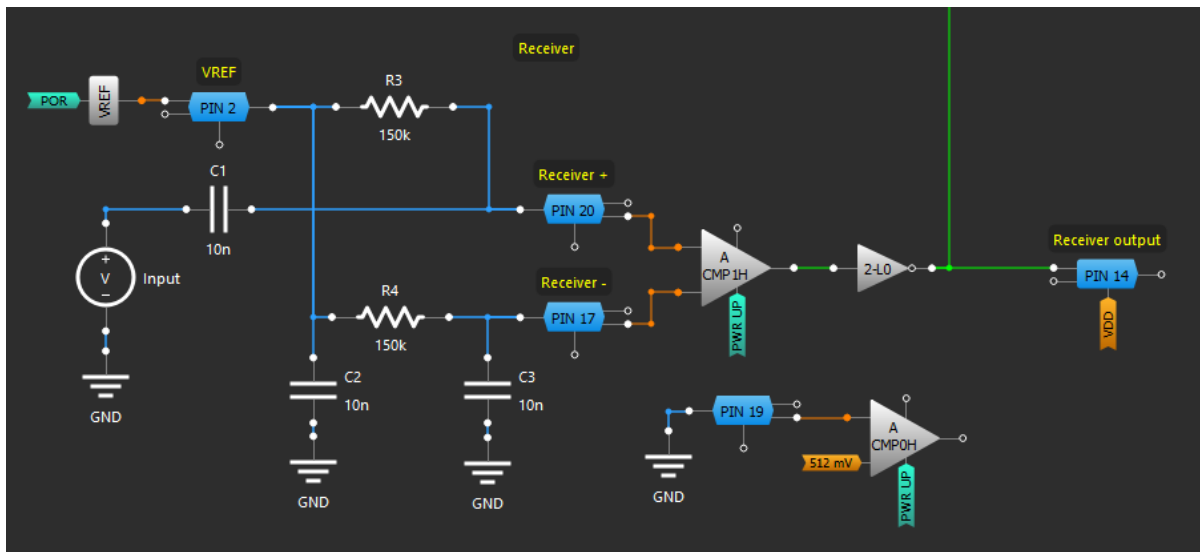 Receiver
VREF
R3
POR
VREF
PIN 2
150k
C1
10n
Receiver +
PIN 20
Receiver output
A
CMP1H
2-L0
PIN 14
+
V
−
Input
Receiver -
R4
PIN 17
150k
PWR UP
VDD
GND
C2
10n
C3
10n
PIN 19
A
CMP0H
512 mV
PWR UP
GND
GND
GND